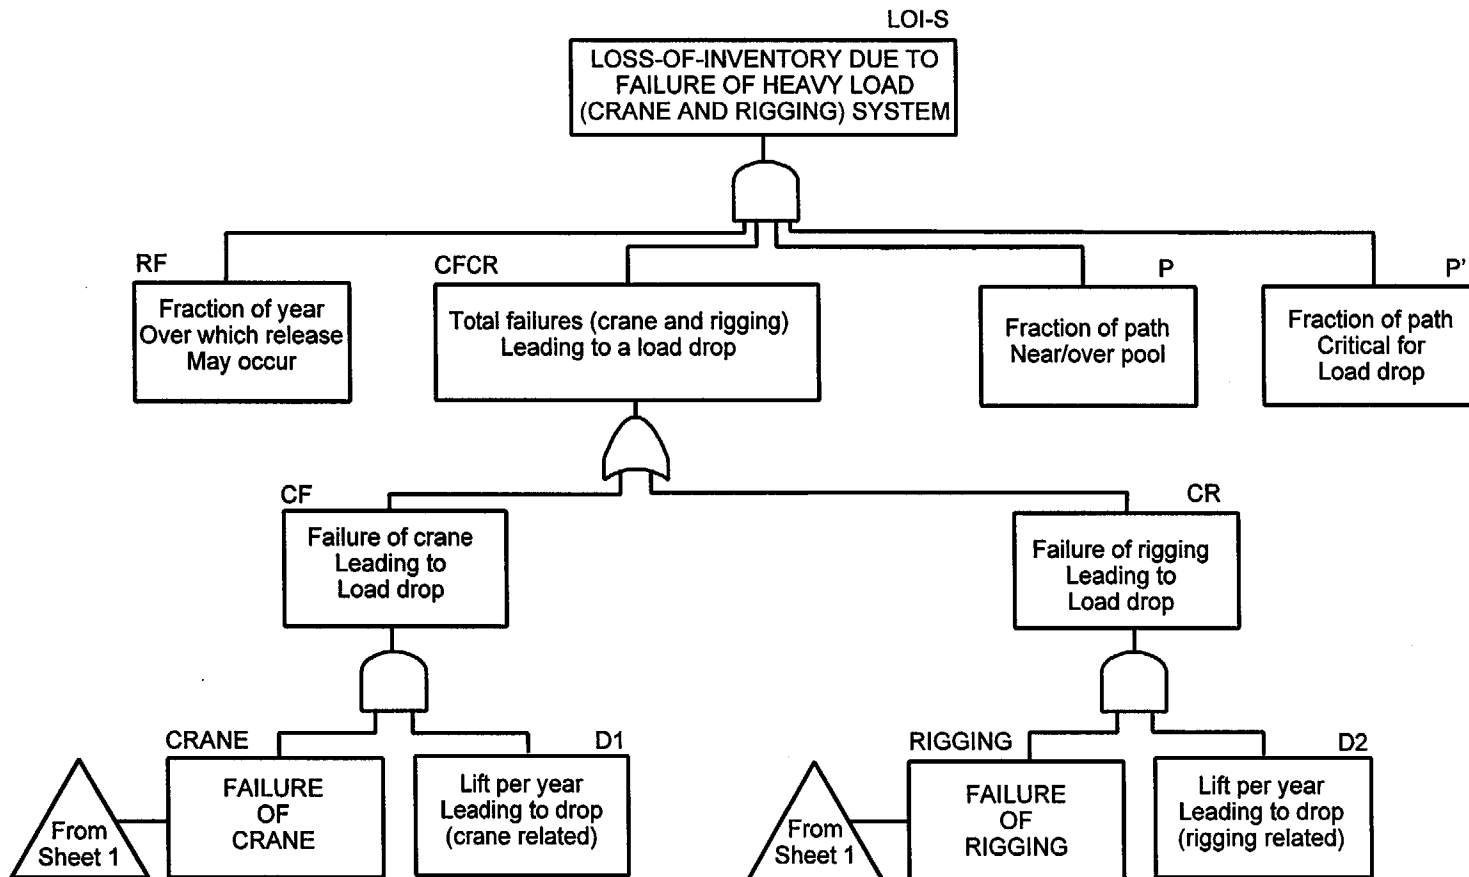 LOI-S
LOSS-OF-INVENTORY DUE TO
FAILURE OF HEAVY LOAD
(CRANE AND RIGGING) SYSTEM
RF
Fraction of year
Over which release
May occur
CFCR
Total failures (crane and rigging)
Leading to a load drop
P
Fraction of path
Near/over pool
P'
Fraction of path
Critical for
Load drop
CF
Failure of crane
Leading to
Load drop
CR
Failure of rigging
Leading to
Load drop
From
Sheet 1
CRANE
FAILURE
OF
CRANE
D1
Lift per year
Leading to drop
(crane related)
From
Sheet 1
RIGGING
FAILURE
OF
RIGGING
D2
Lift per year
Leading to drop
(rigging related)